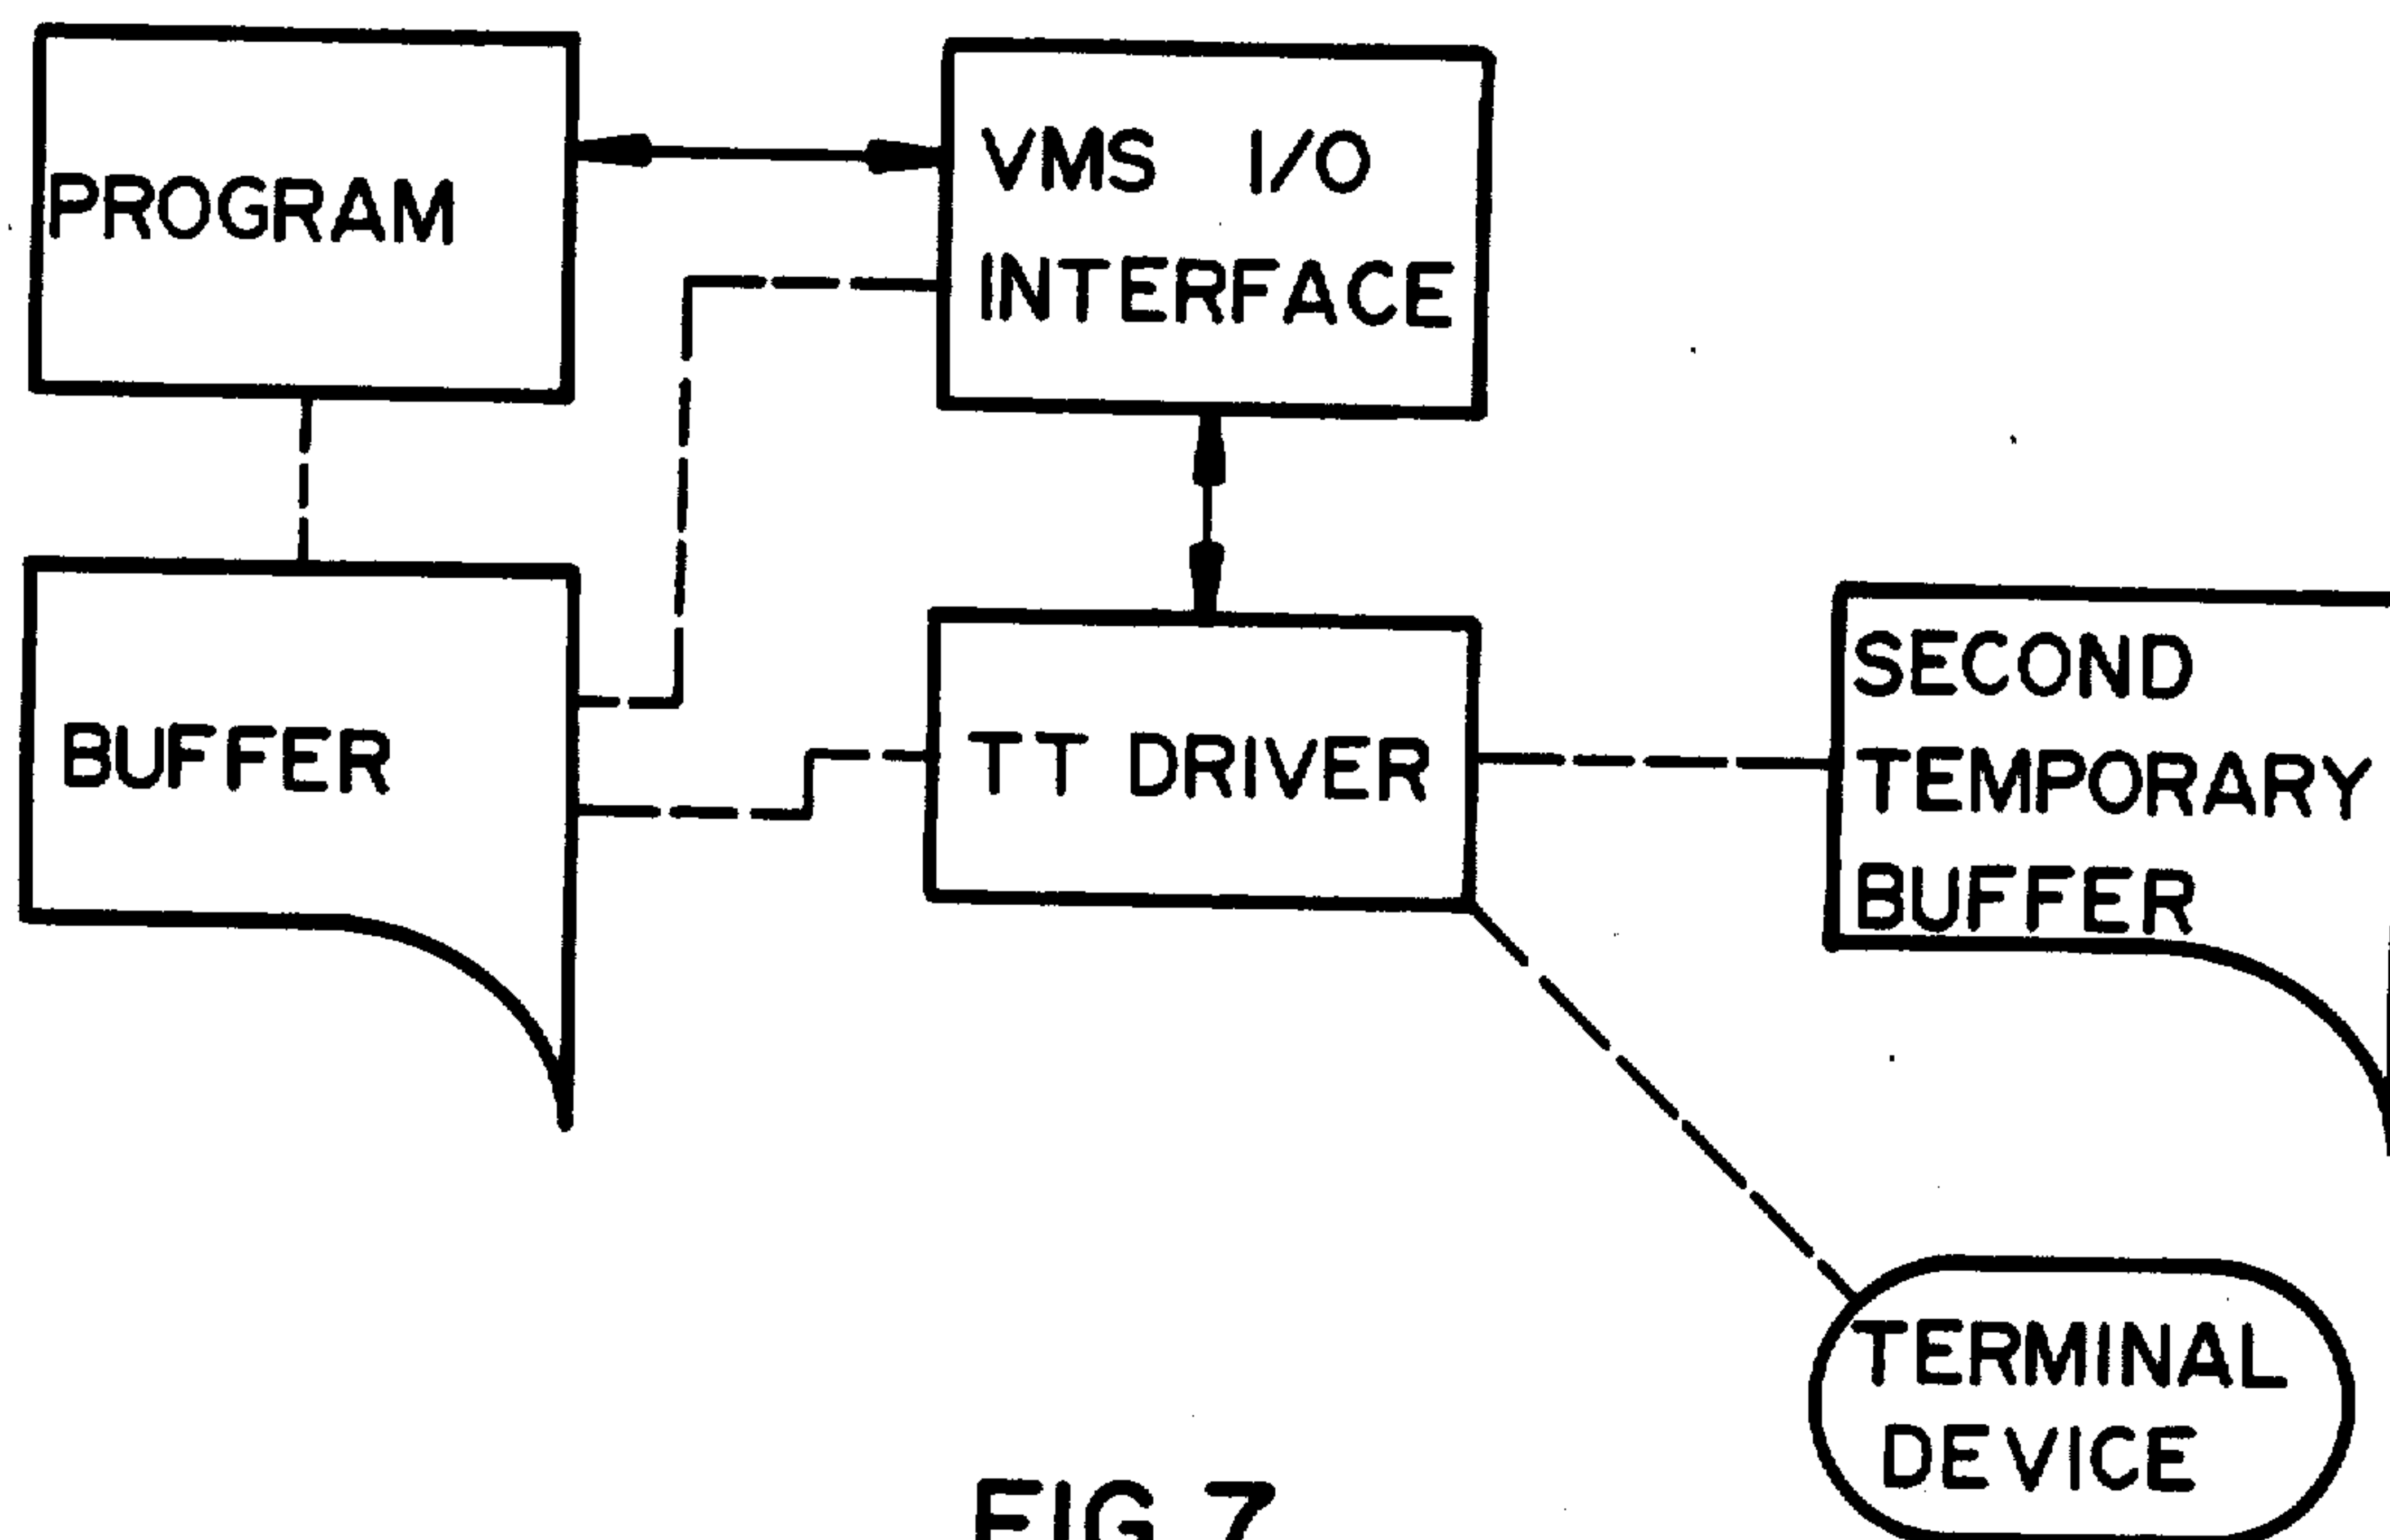 PROGRAM
VMS I/O
INTERFACE
BUFFER
TT DRIVER
SECOND
TEMPORARY
BUFFER
TERMINAL
DEVICE
FIG 7